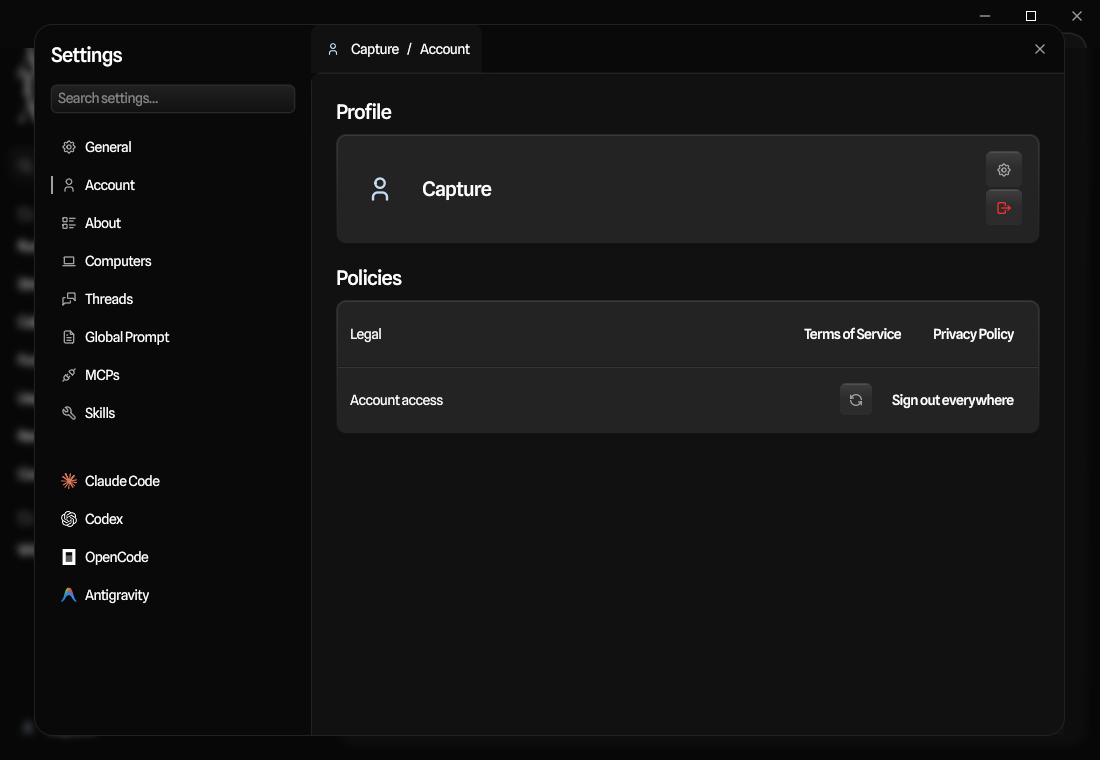 Settings
Search settings...
General
Account
About
Computers
Threads
Global Prompt
MCPs
Skills
Claude Code
Codex
OpenCode
Antigravity
Capture / Account
Profile
Capture
Policies
Legal
Terms of Service
Privacy Policy
Account access
Sign out everywhere